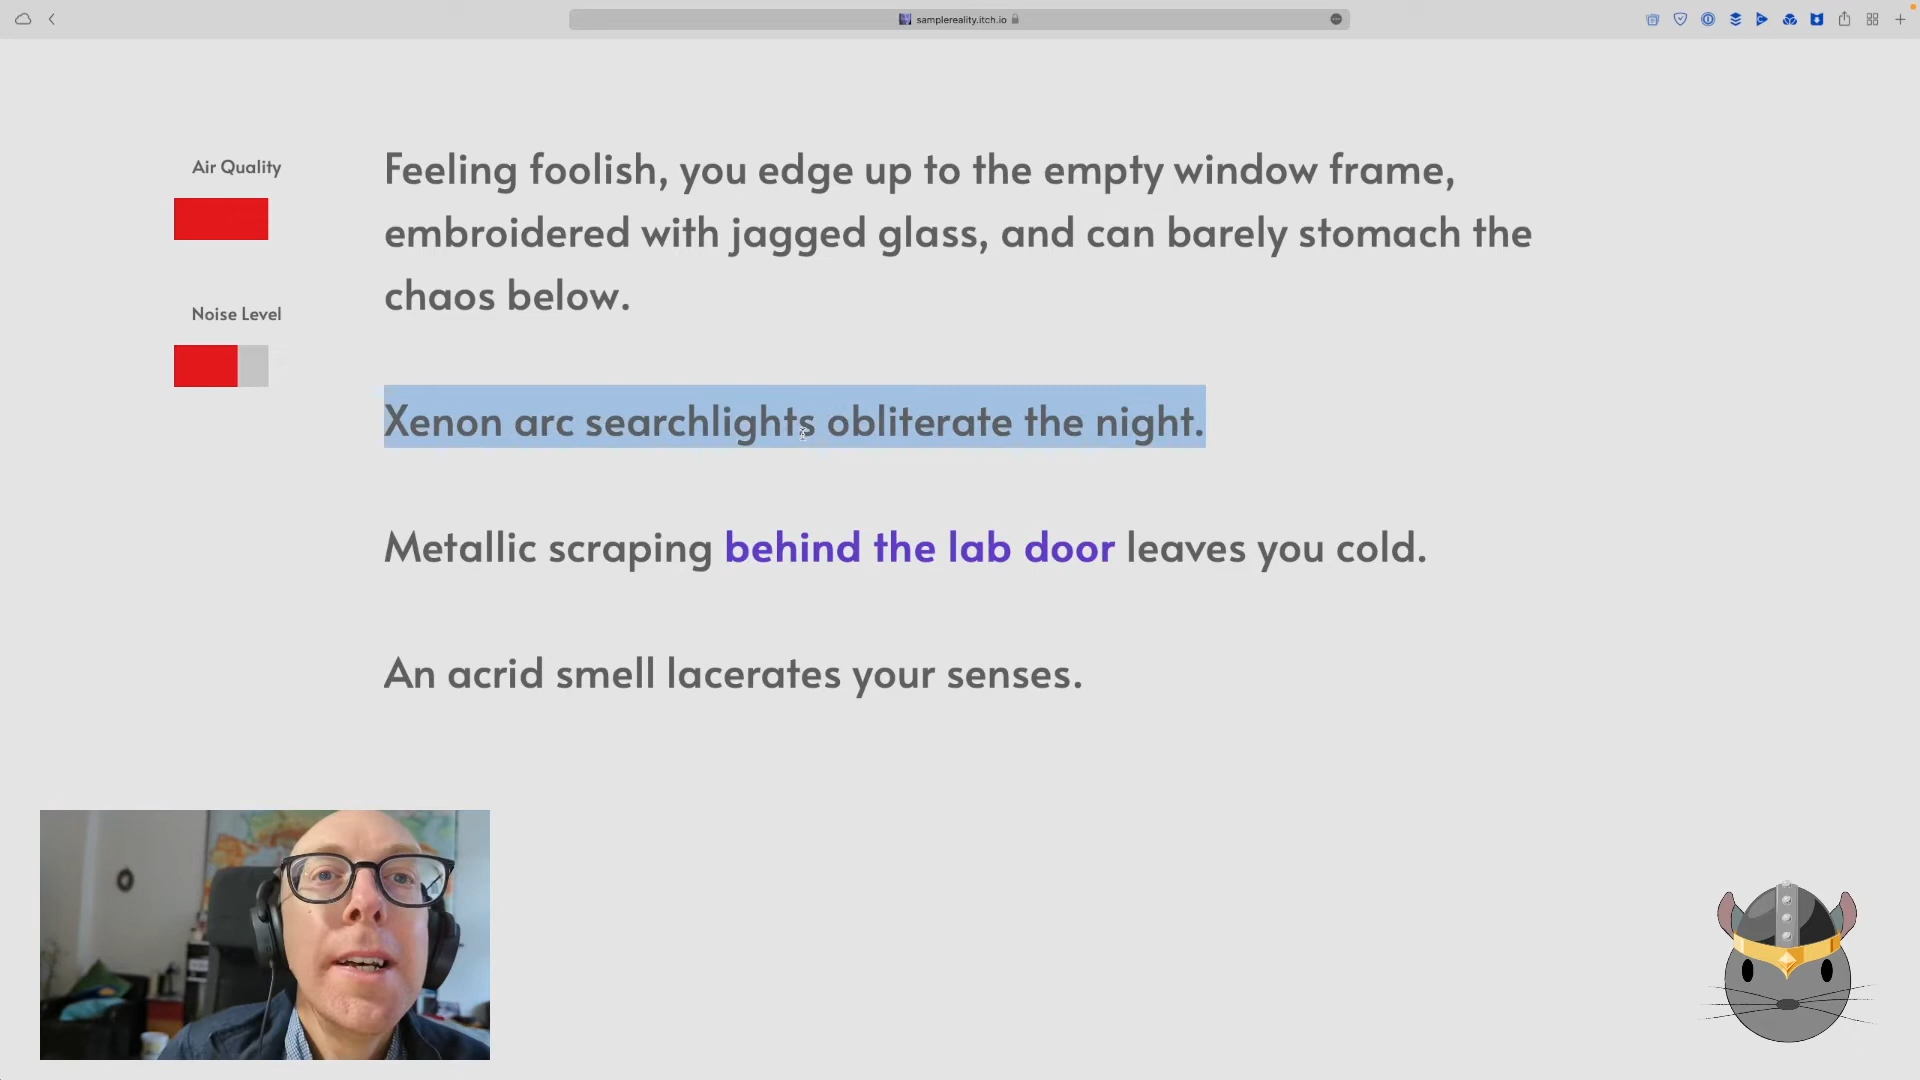 samplereality.itch.io
Air Quality
Noise Level
Feeling foolish, you edge up to the empty window frame,
embroidered with jagged glass, and can barely stomach the
chaos below.
Xenon arc searchlights obliterate the night.
Metallic scraping behind the lab door leaves you cold.
An acrid smell lacerates your senses.